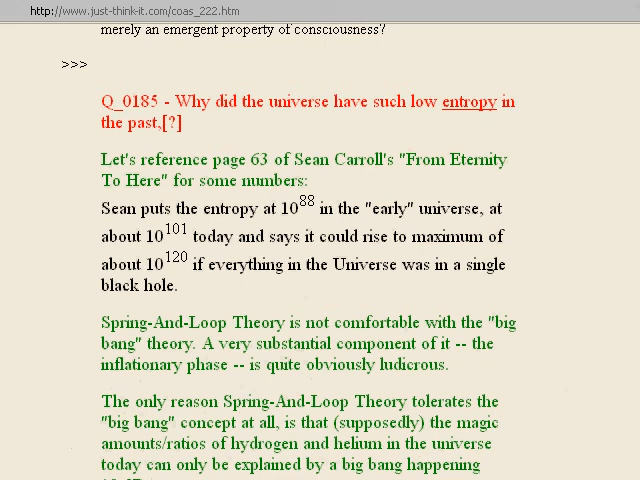 http://www.just-think-it.com/coas_222.htm
merely an emergent property of consciousness?
>>>
Q_0185 - Why did the universe have such low entropy in
the past,[?]
Let's reference page 63 of Sean Carroll's "From Eternity
To Here" for some numbers:
Sean puts the entropy at 10^88 in the "early" universe, at
about 10^101 today and says it could rise to maximum of
about 10^120 if everything in the Universe was in a single
black hole.
Spring-And-Loop Theory is not comfortable with the "big
bang" theory. A very substantial component of it -- the
inflationary phase -- is quite obviously ludicrous.
The only reason Spring-And-Loop Theory tolerates the
"big bang" concept at all, is that (supposedly) the magic
amounts/ratios of hydrogen and helium in the universe
today can only be explained by a big bang happening